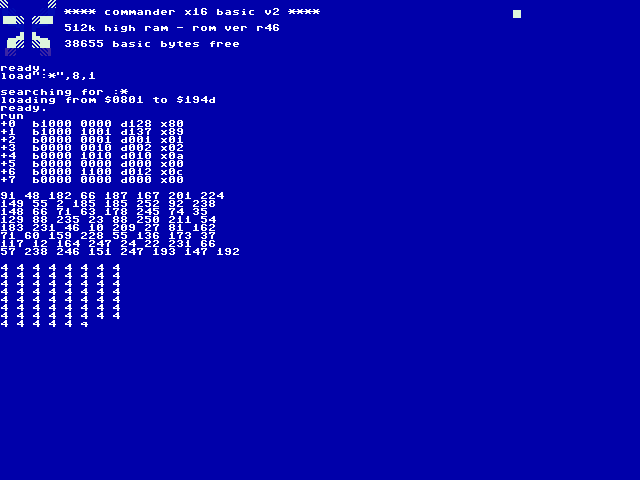 **** commander x16 basic v2 ****
512k high ram - rom ver r46
38655 basic bytes free
ready.
load":*",8,1
searching for :*
loading from $0801 to $194d
ready.
run
+0 b1000 0000 d128 x80
+1 b1000 1001 d137 x89
+2 b0000 0001 d001 x01
+3 b0000 0010 d002 x02
+4 b0000 1010 d010 x0a
+5 b0000 0000 d000 x00
+6 b0000 1100 d012 x0c
+7 b0000 0000 d000 x00
91 48 182 66 187 167 201 224
149 55 2 185 185 252 92 238
148 66 71 63 178 245 74 35
129 88 235 23 88 250 211 54
183 231 46 10 209 27 81 162
71 60 159 228 55 136 173 37
117 12 164 247 24 22 231 66
57 238 246 151 247 193 147 192
4 4 4 4 4 4 4 4
4 4 4 4 4 4 4 4
4 4 4 4 4 4 4 4
4 4 4 4 4 4 4 4
4 4 4 4 4 4 4 4
4 4 4 4 4 4 4 4
4 4 4 4 4 4 4 4
4 4 4 4 4 4